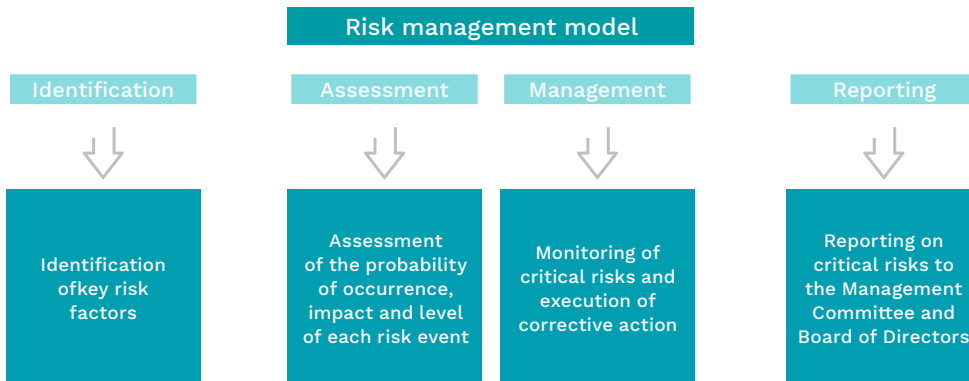 Risk management model
Identification
Assessment
Management
Reporting
Identification
ofkey risk
factors
Assessment
of the probability
of occurrence,
impact and level
of each risk event
Monitoring of
critical risks and
execution of
corrective action
Reporting on
critical risks to
the Management
Committee and
Board of Directors